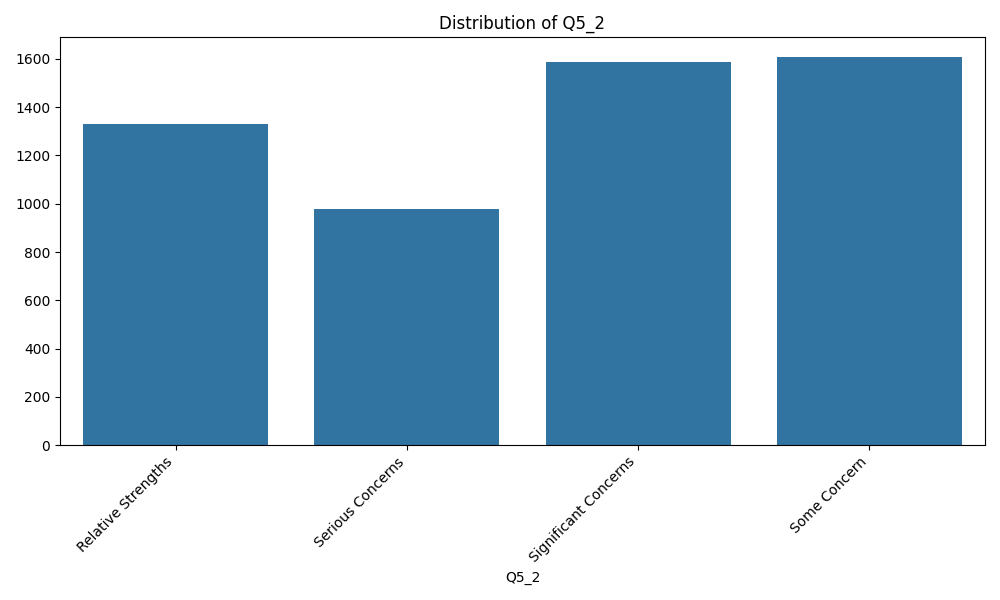 Distribution of Q5_2
1600
1400
1200
1000
800
600
400
200
0
Relative Strengths
Serious Concerns
Significant Concerns
Some Concern
Q5_2